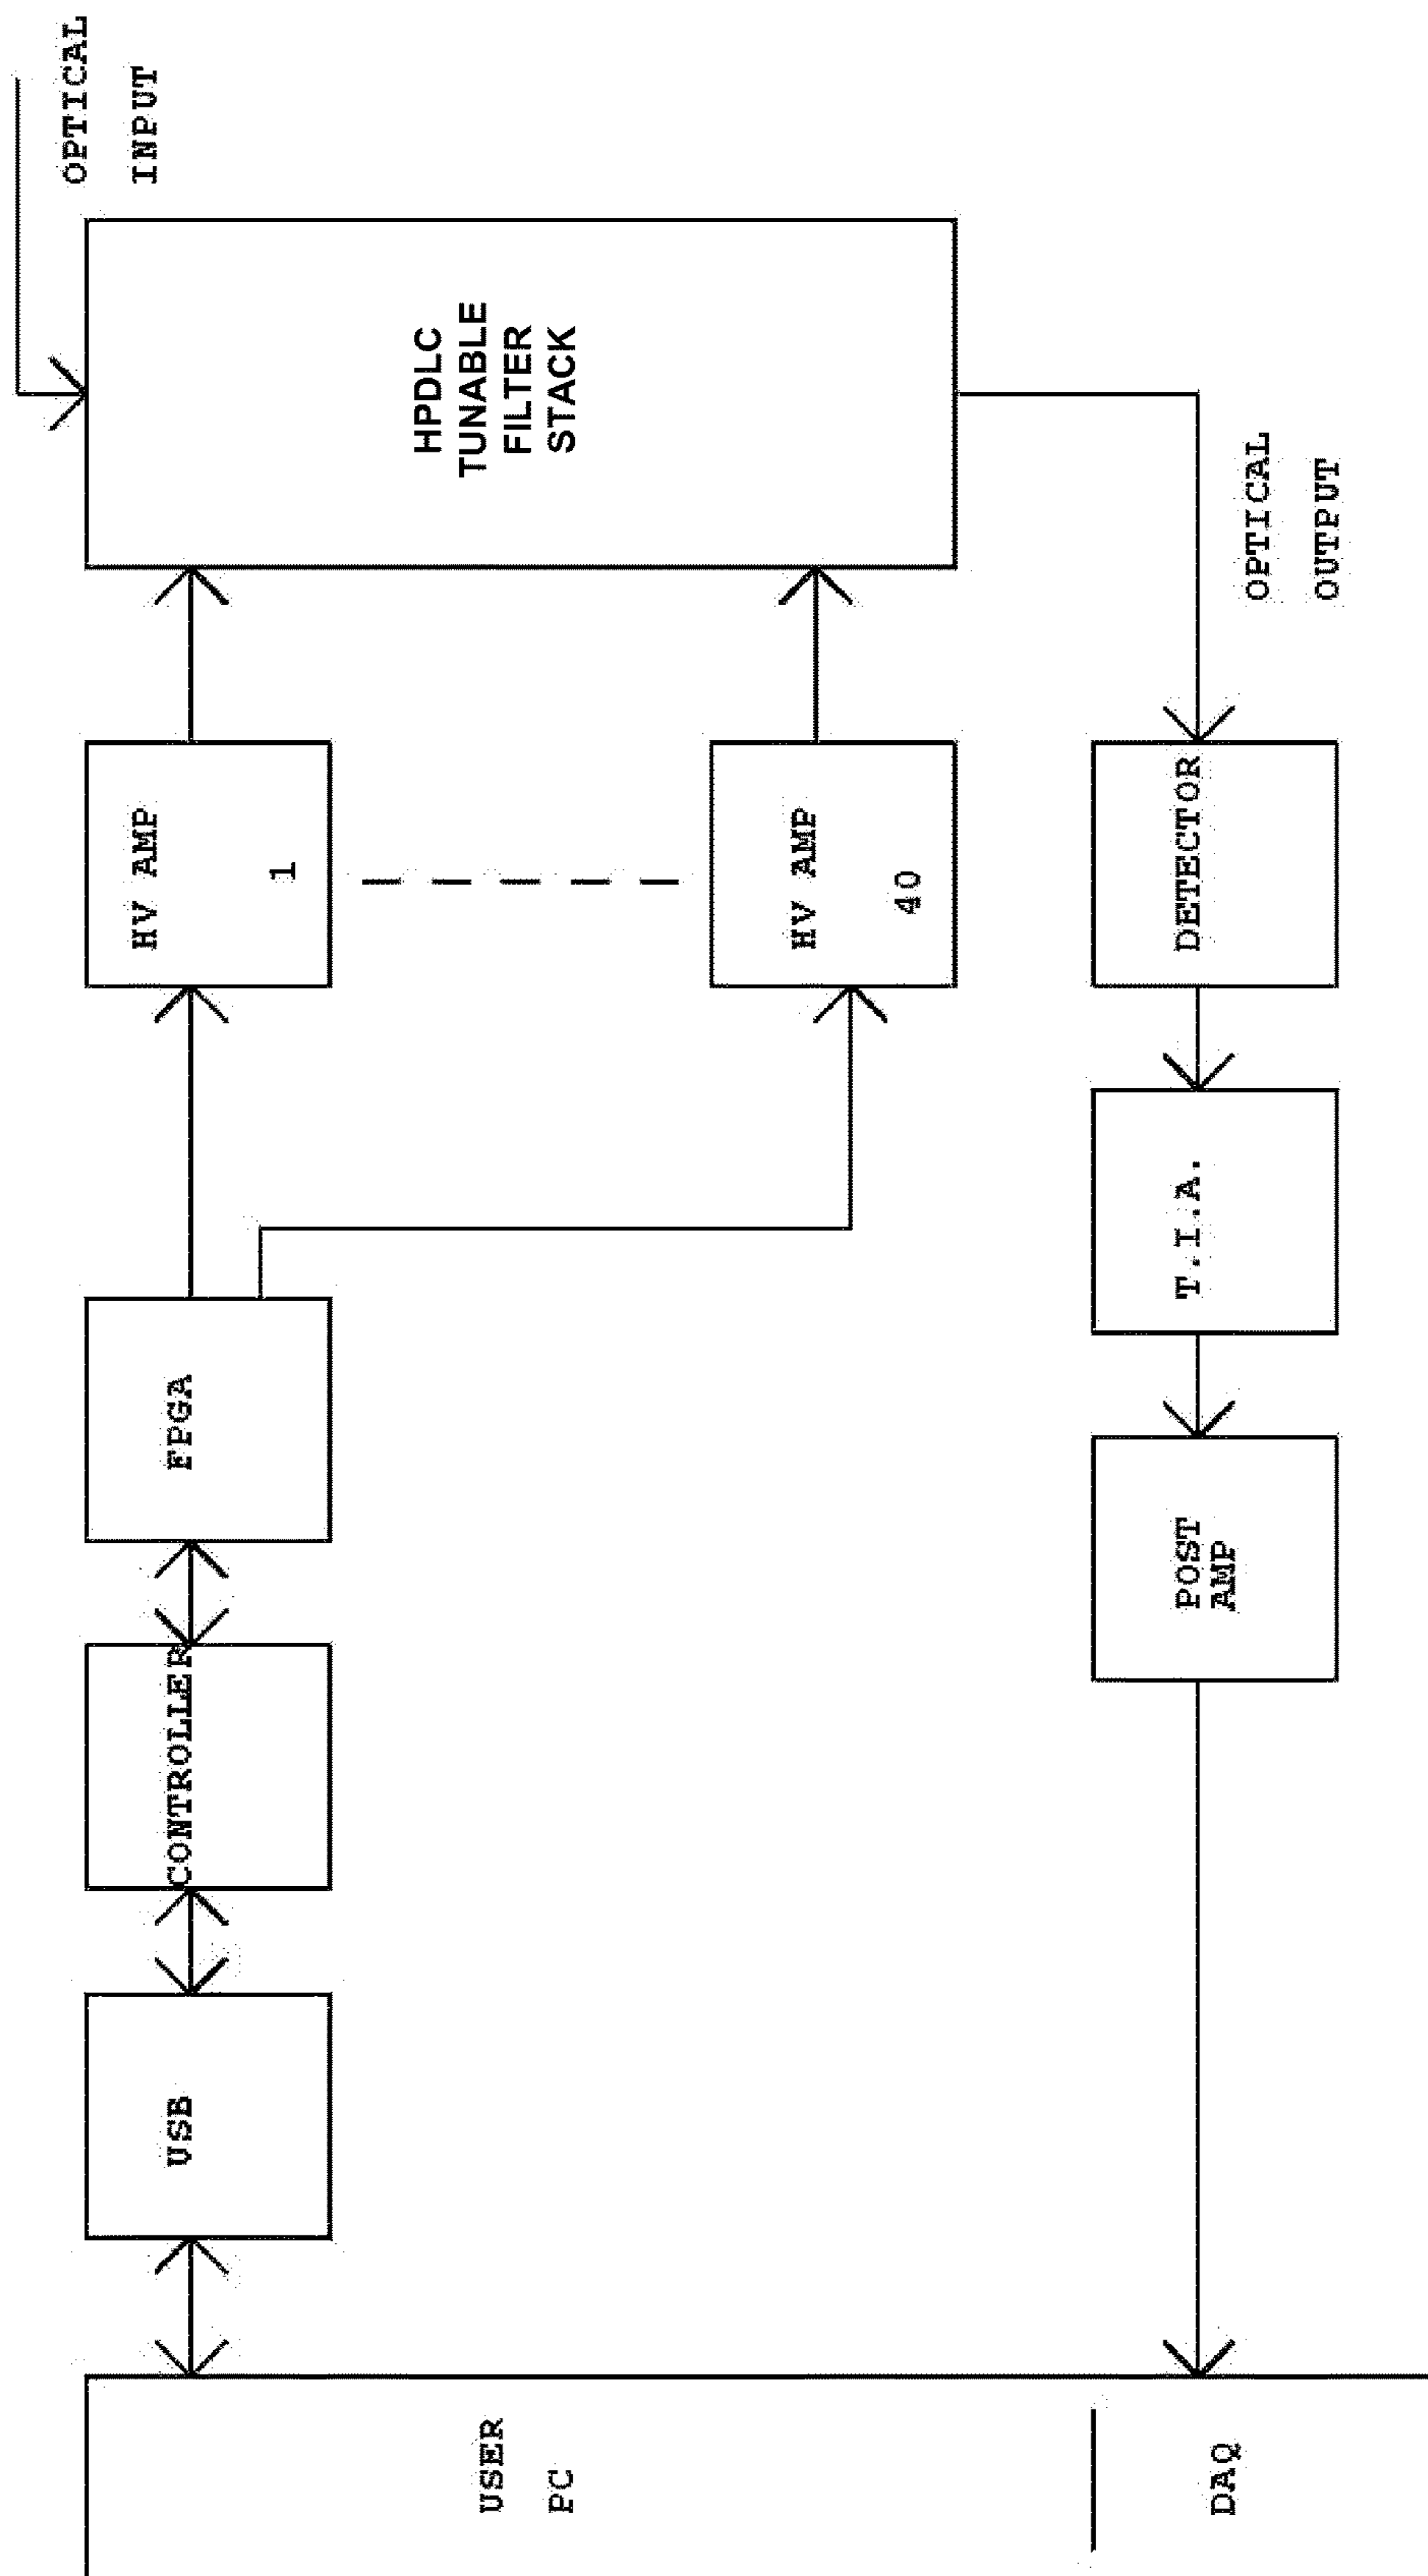 USER
PC
DAQ
USB
CONTROLLER
FPGA
HV AMP
1
HV AMP
40
HPDLC
TUNABLE
FILTER
STACK
OPTICAL
INPUT
OPTICAL
OUTPUT
DETECTOR
T.I.A.
POST
AMP